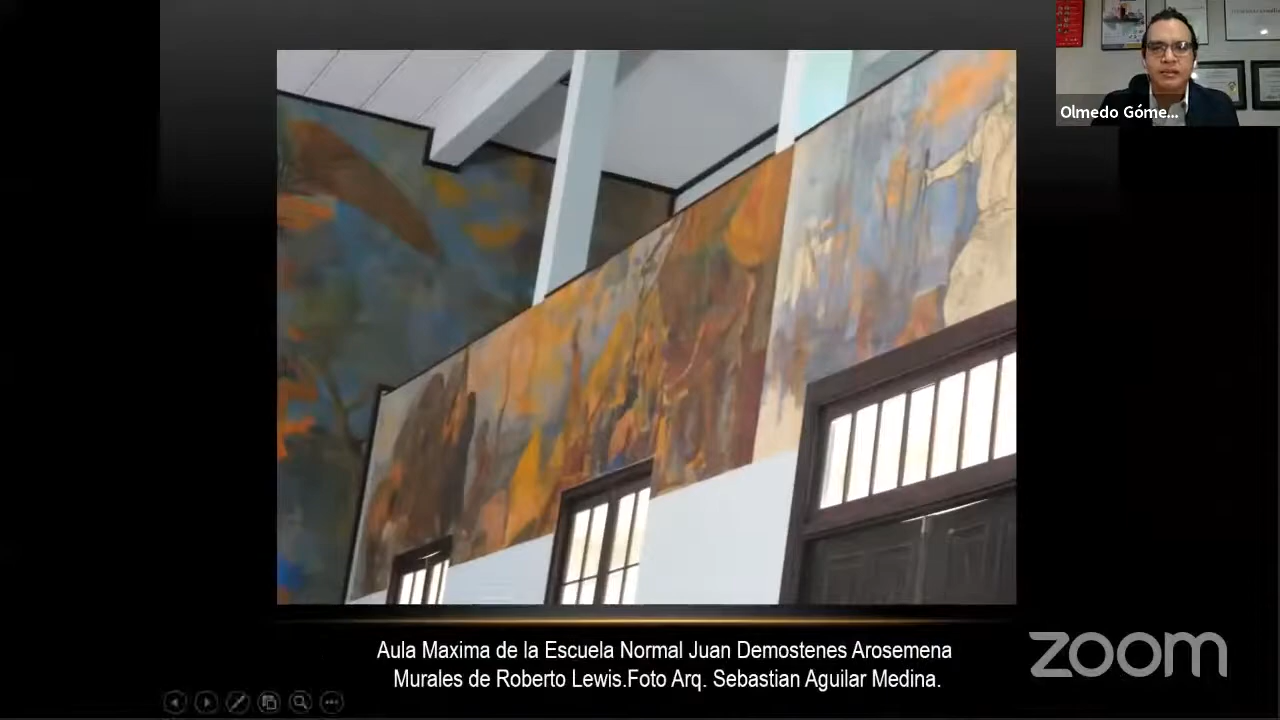 Olmedo Góme...
Aula Maxima de la Escuela Normal Juan Demostenes Arosemena
Murales de Roberto Lewis.Foto Arq. Sebastian Aguilar Medina.
zoom